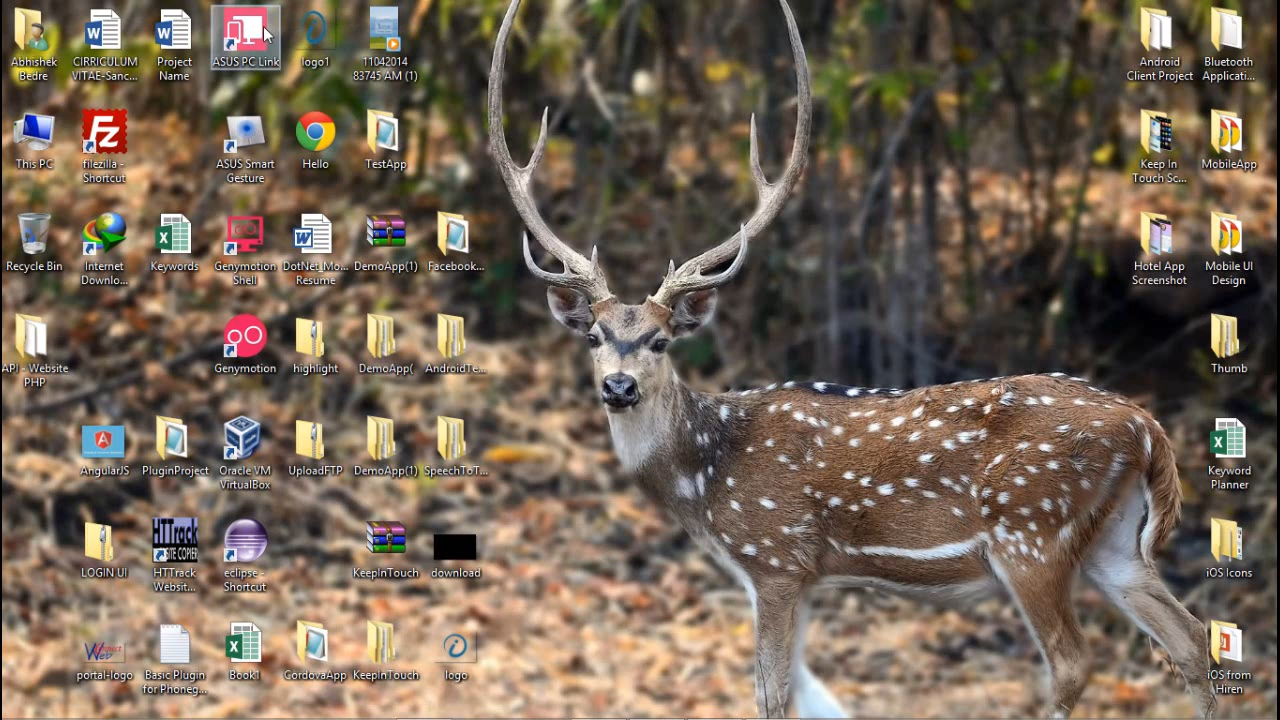 Abhishek
Bedre
CIRRICULUM
VITAE-Sanc...
Project
Name
ASUS PC Link
logo1
11042014
83745 AM (1)
Android
Client Project
Bluetooth
Applicati...
This PC
filezilla -
Shortcut
ASUS Smart
Gesture
Hello
TestApp
Keep In
Touch Sc...
MobileApp
Recycle Bin
Internet
Downlo...
Keywords
Genymotion
Shell
DotNet_Mo...
Resume
DemoApp(1)
Facebook...
Hotel App
Screenshot
Mobile UI
Design
API - Website
PHP
Genymotion
highlight
DemoApp(
AndroidTe...
Thumb
AngularJS
PluginProject
Oracle VM
VirtualBox
UploadFTP
DemoApp(1)
SpeechToT...
Keyword
Planner
LOGIN UI
HTTrack
HTTrack
Websit...
eclipse -
Shortcut
KeepInTouch
download
iOS Icons
portal-logo
Basic Plugin
for Phoneg...
Book1
CordovaApp
KeepInTouch
logo
iOS from
Hiren